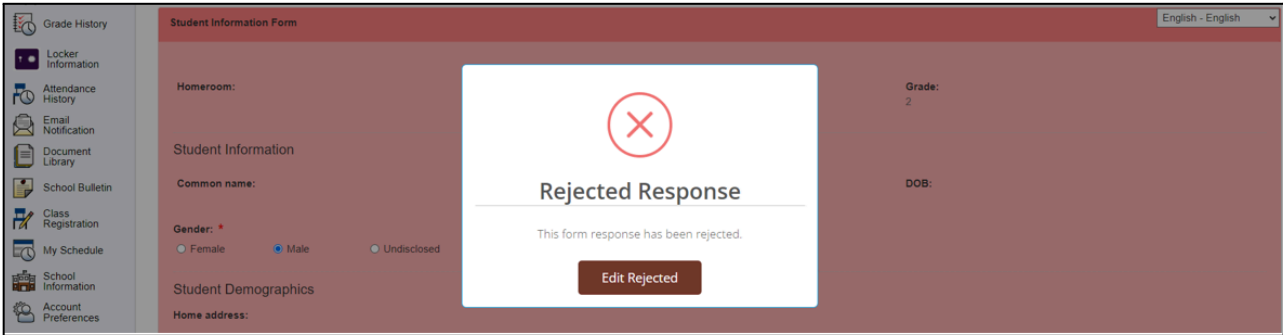 Grade History
Locker
Information
Attendance
History
Email
Notification
Document
Library
School Bulletin
Class
Registration
My Schedule
School
Information
Account
Preferences
Student Information Form
English - English
Homeroom:
Grade:
2
Student Information
Common name:
DOB:
Gender: *
Female
Male
Undisclosed
Student Demographics
Home address:
Rejected Response
This form response has been rejected.
Edit Rejected